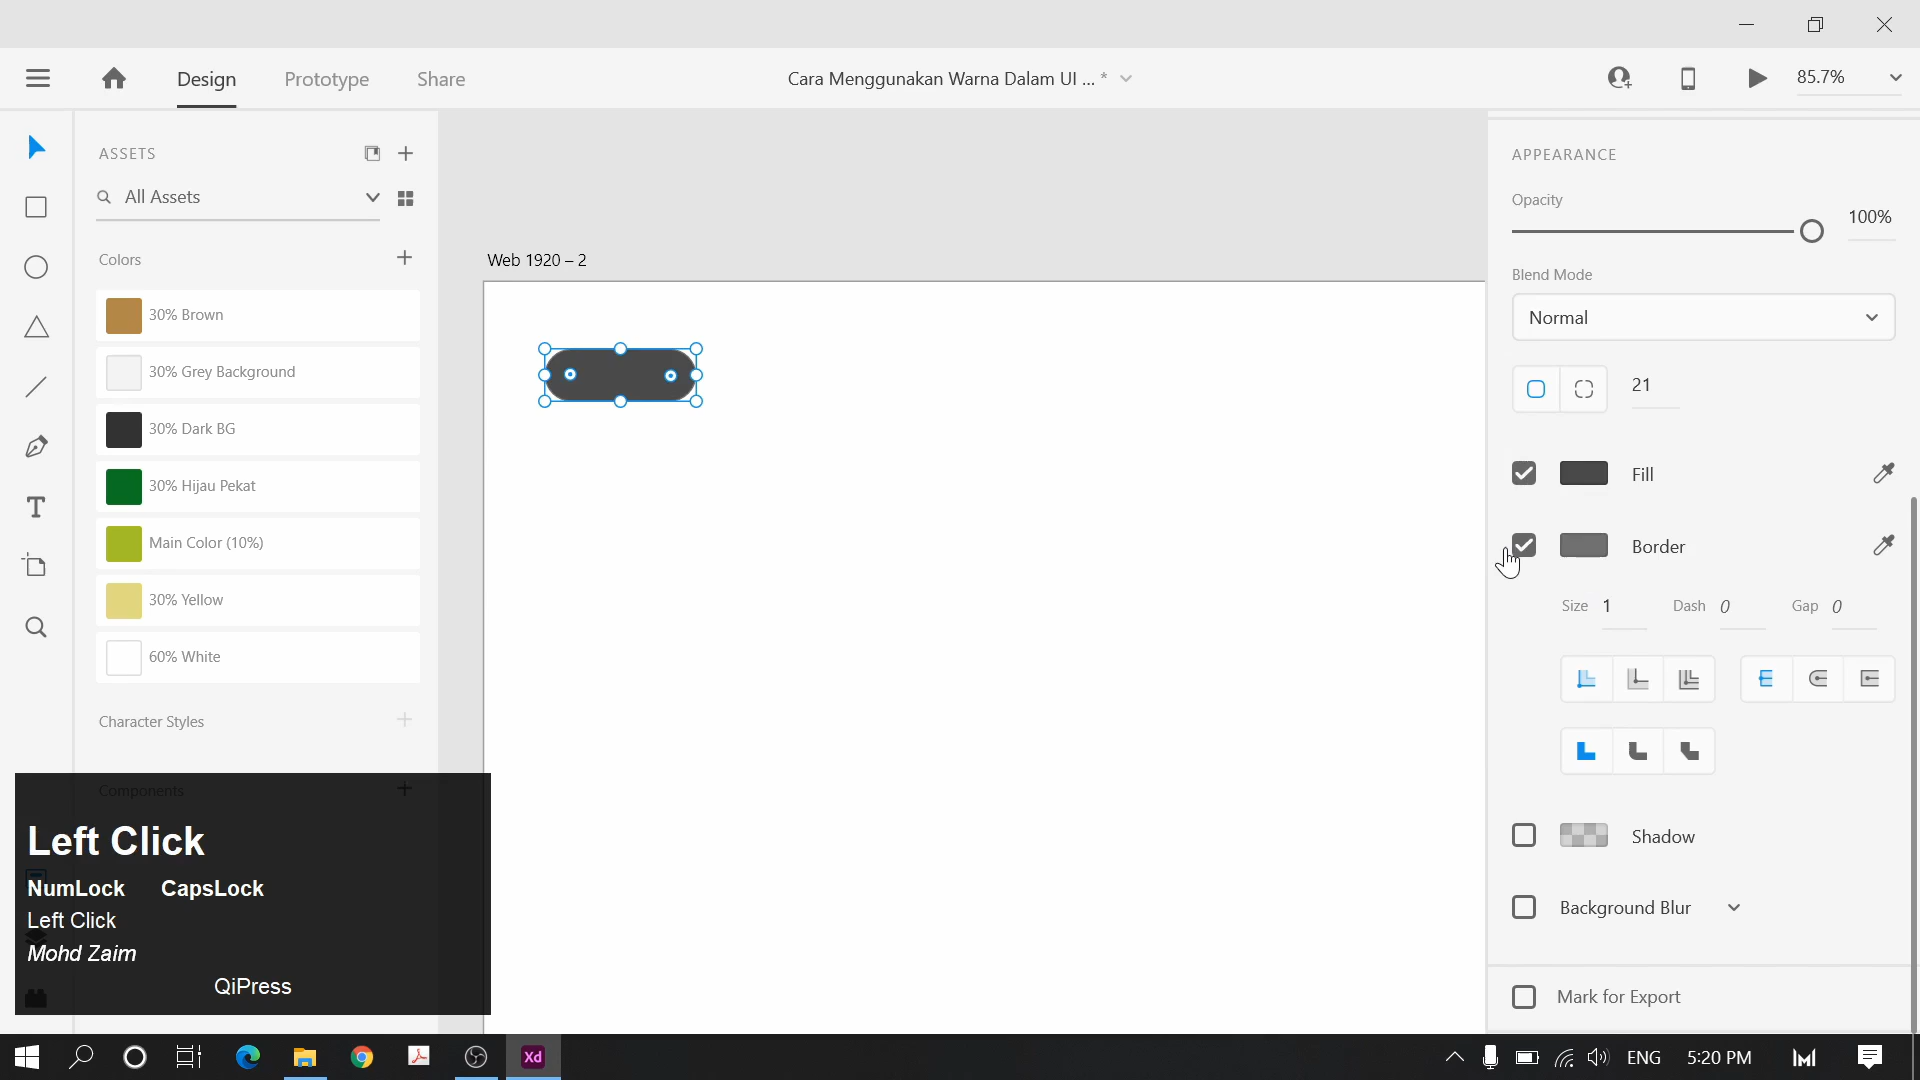 Design
Prototype
Share
Cara Menggunakan Warna Dalam UI ... *
85.7%
ASSETS
All Assets
Colors
30% Brown
30% Grey Background
30% Dark BG
30% Hijau Pekat
Main Color (10%)
30% Yellow
60% White
Character Styles
Components
Web 1920 – 2
APPEARANCE
Opacity
100%
Blend Mode
Normal
21
Fill
Border
Size 1 Dash 0 Gap 0
Shadow
Background Blur
Mark for Export
Left Click
NumLock CapsLock
Left Click
Mohd Zaim
QiPress
Xd
ENG
5:20 PM